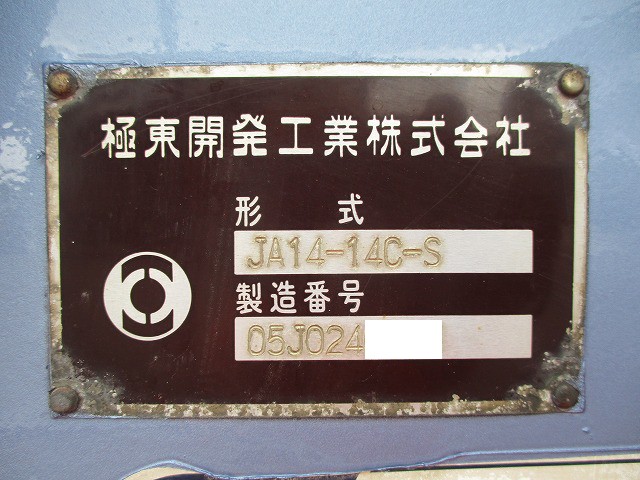 極東開発工業株式会社
形 式
JA14-14C-S
製造番号
05J024